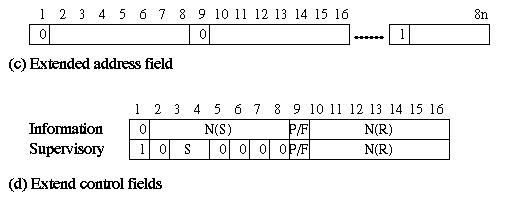 1 2 3 4 5 6 7 8 9 10 11 12 13 14 15 16 8n
0 0 1
(c) Extended address field
1 2 3 4 5 6 7 8 9 10 11 12 13 14 15 16
Information 0 N(S) P/F N(R)
Supervisory 1 0 S 0 0 0 0 P/F N(R)
(d) Extend control fields